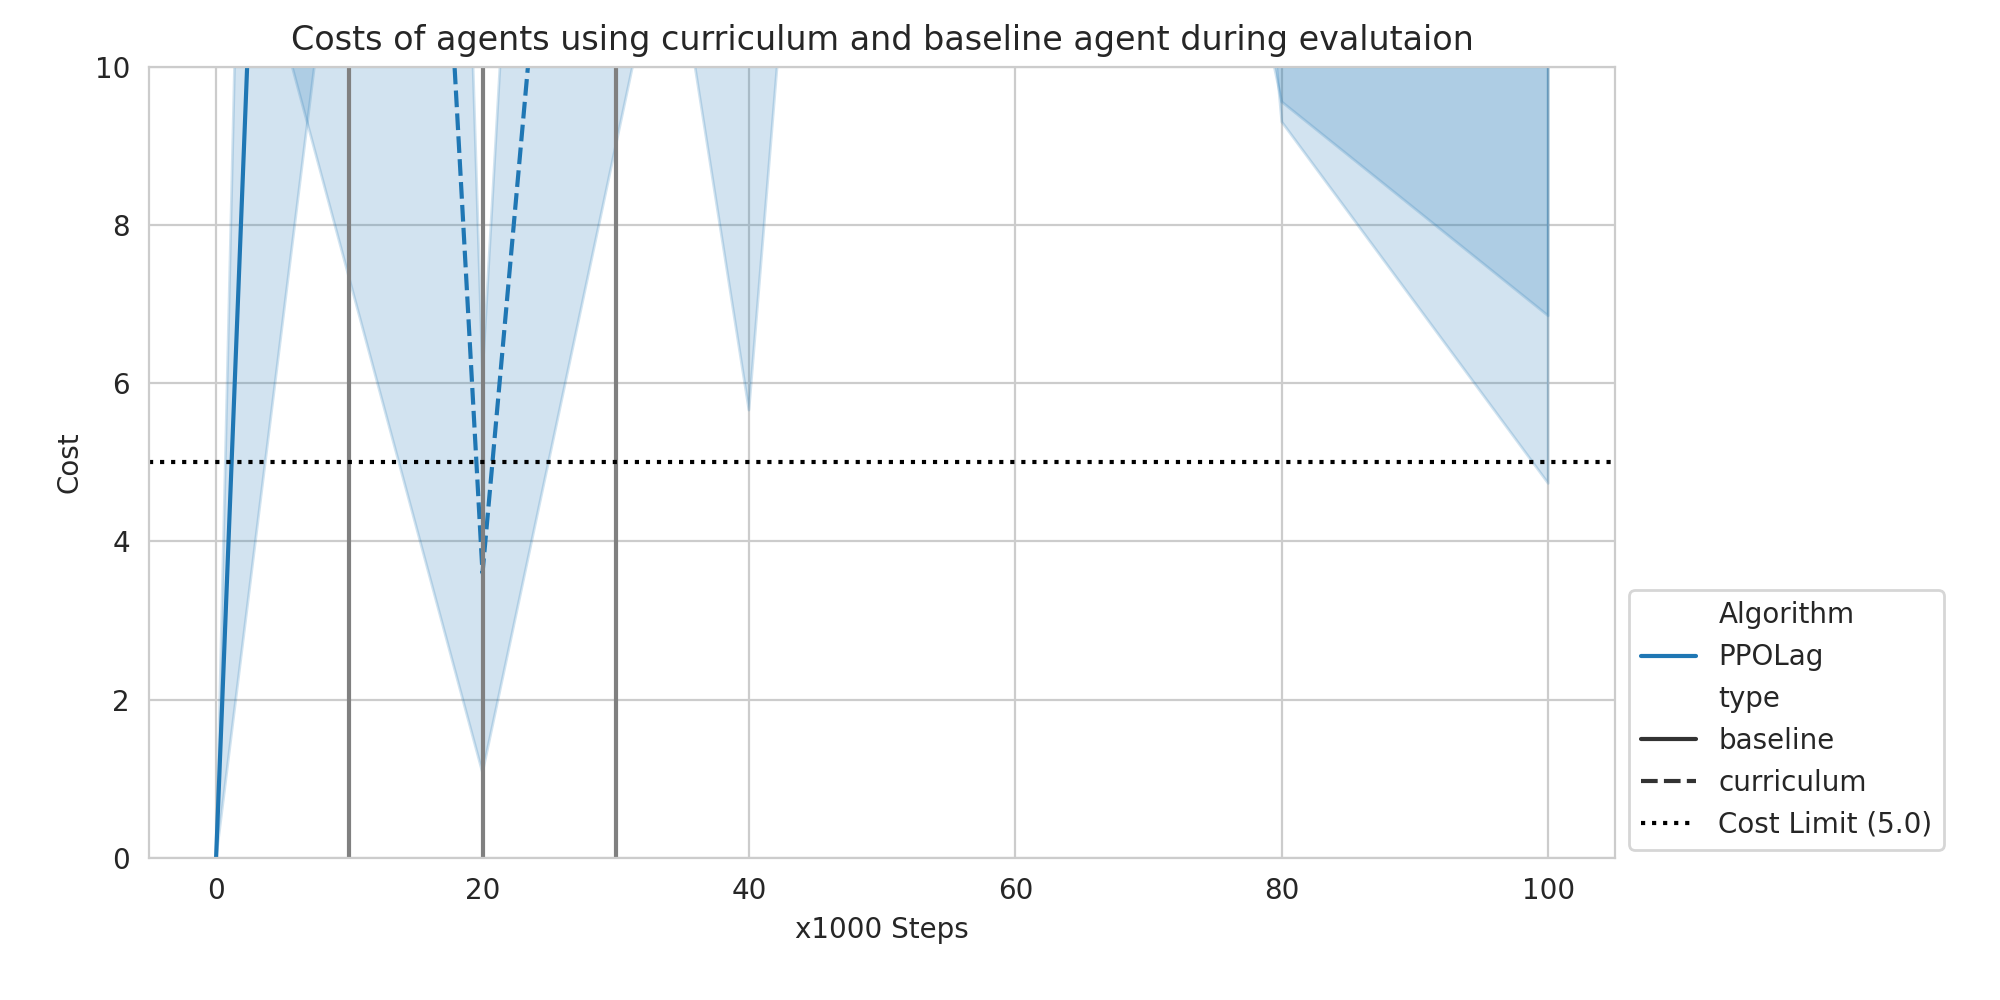 Costs of agents using curriculum and baseline agent during evalutaion
10
8
6
4
2
0
Cost
0 20 40 60 80 100
x1000 Steps
Algorithm
PPOLag
type
baseline
curriculum
Cost Limit (5.0)